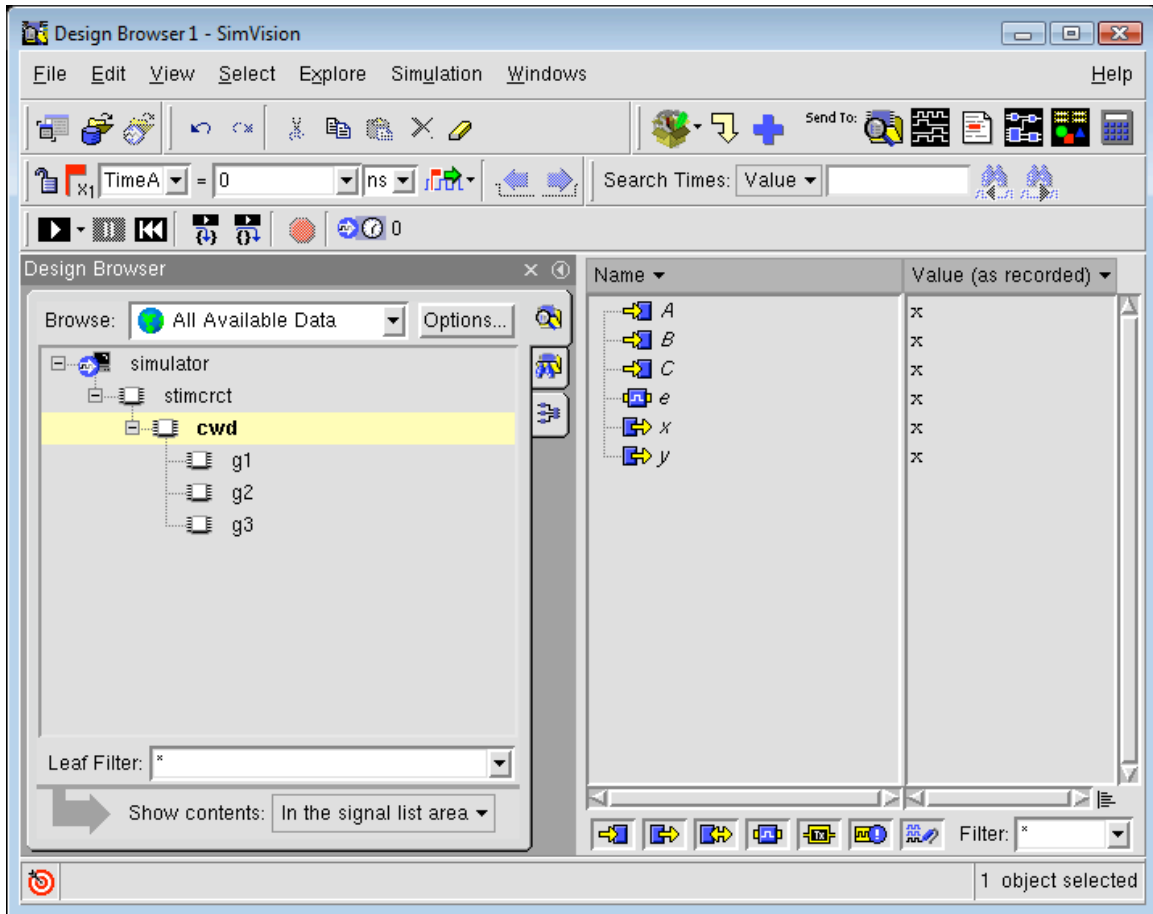 Design Browser 1 - SimVision
File Edit View Select Explore Simulation Windows Help
Send To:
X1 TimeA = 0 ns Search Times: Value
0
Design Browser
Browse: All Available Data Options...
simulator
stimcrct
cwd
g1
g2
g3
Leaf Filter: *
Show contents: In the signal list area
Name Value (as recorded)
A x
B x
C x
e x
x x
y x
Filter: *
1 object selected